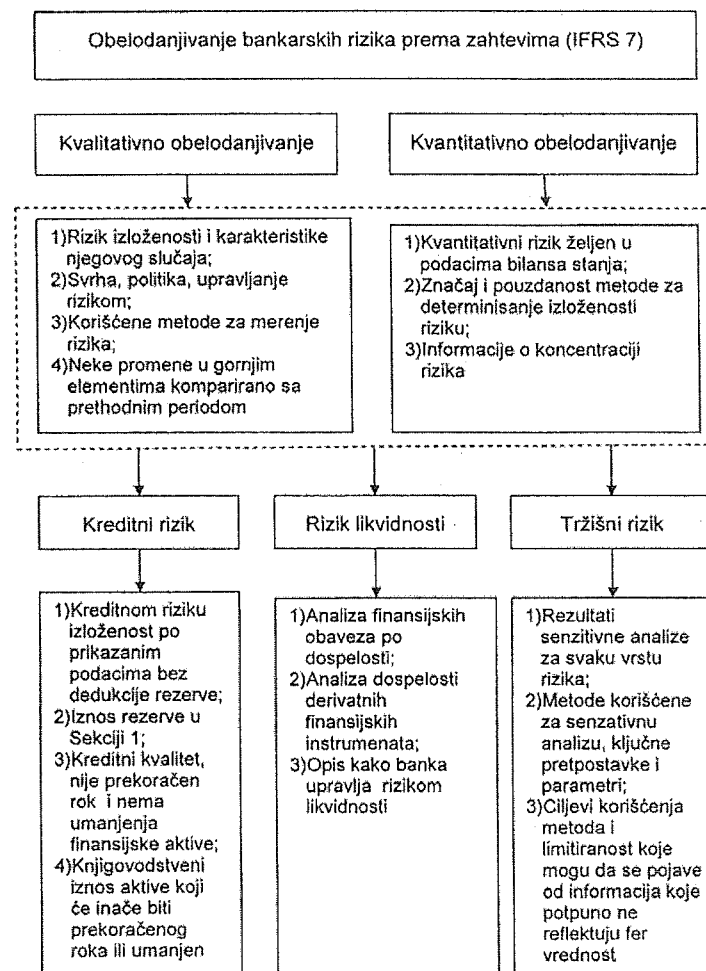 Obelodanjivanje bankarskih rizika prema zahtevima (IFRS 7)
Kvalitativno obelodanjivanje
Kvantitativno obelodanjivanje
1)Rizik izloženosti i karakteristike
njegovog slučaja;
2)Svrha, politika, upravljanje
rizikom;
3)Korišćene metode za merenje
rizika;
4)Neke promene u gornjim
elementima komparirano sa
prethodnim periodom
1)Kvantitativni rizik željen u
podacima bilansa stanja;
2)Značaj i pouzdanost metode za
determinisanje izloženosti
riziku;
3)Informacije o koncentraciji
rizika
Kreditni rizik
Rizik likvidnosti
Tržišni rizik
1)Kreditnom riziku
izloženost po
prikazanim
podacima bez
dedukcije rezerve;
2)Iznos rezerve u
Sekciji 1;
3)Kreditni kvalitet,
nije prekoračen
rok i nema
umanjenja
finansijske aktive;
4)Knjigovodstveni
iznos aktive koji
će inače biti
prekoračenog
roka ili umanjen
1)Analiza finansijskih
obaveza po
dospelosti;
2)Analiza dospelosti
derivatnih
finansijskih
instrumenata;
3)Opis kako banka
upravlja rizikom
likvidnosti
1)Rezultati
senzitivne analize
za svaku vrstu
rizika;
2)Metode korišćene
za senzativnu
analizu, ključne
pretpostavke i
parametri;
3)Ciljevi korišćenja
metoda i
limitiranost koje
mogu da se pojave
od informacija koje
potpuno ne
reflektuju fer
vrednost